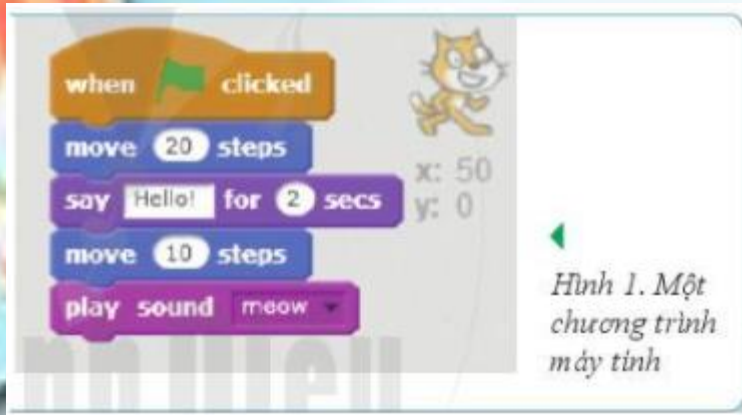 when clicked
move 20 steps
say Hello! for 2 secs
move 10 steps
play sound meow
x: 50
y: 0
Hình 1. Một
chương trình
máy tính